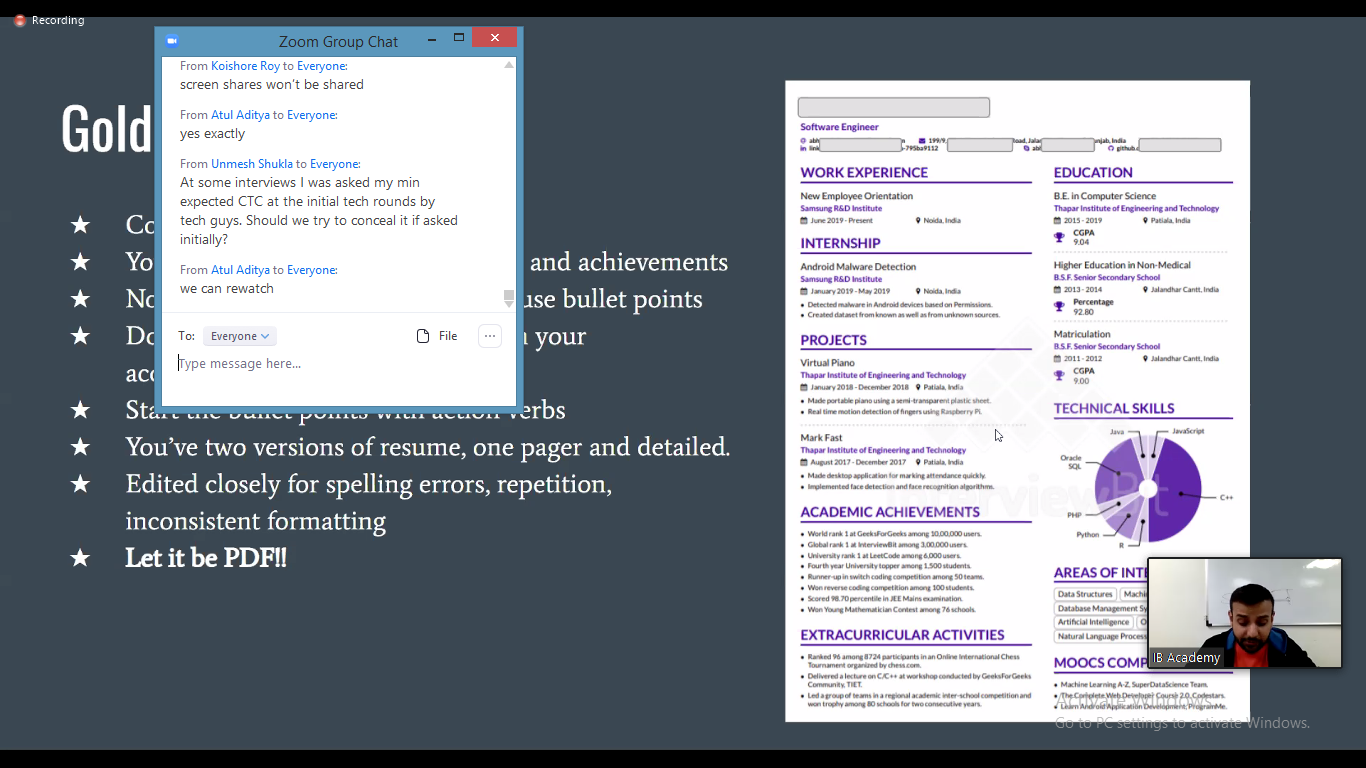 Recording
Zoom Group Chat
From Koishore Roy to Everyone:
screen shares won't be shared
From Atul Aditya to Everyone:
yes exactly
From Unmesh Shukla to Everyone:
At some interviews I was asked my min
expected CTC at the initial tech rounds by
tech guys. Should we try to conceal it if asked
initially?
From Atul Aditya to Everyone:
we can rewatch
To: Everyone File ...
Type message here...
Gold
★ Co
★ Yo and achievements
★ No use bullet points
★ Do your
acc
★ Start the bullet points with action verbs
★ You've two versions of resume, one pager and detailed.
★ Edited closely for spelling errors, repetition,
inconsistent formatting
★ Let it be PDF!!
Software Engineer
199/9, India
-795ba9112 github.c
WORK EXPERIENCE
New Employee Orientation
Samsung R&D Institute
June 2019 - Present Noida, India
INTERNSHIP
Android Malware Detection
Samsung R&D Institute
January 2019 - May 2019 Noida, India
• Detected malware in Android devices based on Permissions.
• Created dataset from known as well as from unknown sources.
PROJECTS
Virtual Piano
Thapar Institute of Engineering and Technology
January 2018 - December 2018 Patiala, India
• Made portable piano using a semi-transparent plastic sheet.
• Real time motion detection of fingers using Raspberry Pi.
Mark Fast
Thapar Institute of Engineering and Technology
August 2017 - December 2017 Patiala, India
• Made desktop application for marking attendance quickly.
• Implemented face detection and face recognition algorithms.
ACADEMIC ACHIEVEMENTS
• World rank 1 at GeeksForGeeks among 10,00,000 users.
• Global rank 1 at InterviewBit among 3,00,000 users.
• University rank 1 at LeetCode among 6,000 users.
• Fourth year University topper among 1,500 students.
• Runner-up in switch coding competition among 50 teams.
• Won reverse coding competition among 100 students.
• Scored 98.70 percentile in JEE Mains examination.
• Won Young Mathematician Contest among 76 schools.
EXTRACURRICULAR ACTIVITIES
• Ranked 96 among 8724 participants in an Online International Chess
Tournament organized by chess.com.
• Delivered a lecture on C/C++ at workshop conducted by GeeksForGeeks
Community, TIET.
• Led a group of teams in a regional academic inter-school competition and
won trophy among 80 schools for two consecutive years.
EDUCATION
B.E. in Computer Science
Thapar Institute of Engineering and Technology
2015 - 2019 Patiala, India
CGPA
9.04
Higher Education in Non-Medical
B.S.F. Senior Secondary School
2013 - 2014 Jalandhar Cantt, India
Percentage
92.80
Matriculation
B.S.F. Senior Secondary School
2011 - 2012 Jalandhar Cantt, India
CGPA
9.00
TECHNICAL SKILLS
Java JavaScript
Oracle
SQL
C++
PHP
Python
R
AREAS OF INTE
Data Structures Machi
Database Management Sy
Artificial Intelligence O
Natural Language Process
IB Academy
MOOCS COMP
• Machine Learning A-Z, SuperDataScience Team.
• The Complete Web Developer Course 2.0, Codestars.
• Learn Android Application Development, ProgramMe.
Activate Windows
Go to PC settings to activate Windows.